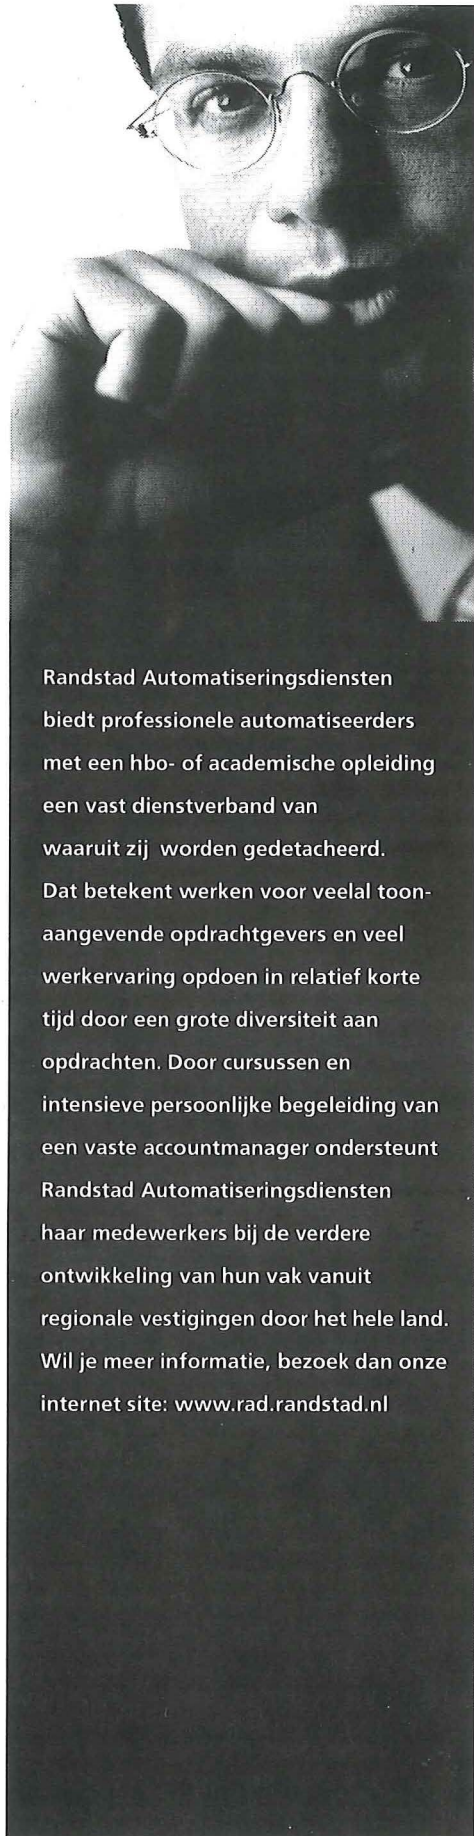 Randstad Automatiseringsdiensten
biedt professionele automatiseerders
met een hbo- of academische opleiding
een vast dienstverband van
waaruit zij worden gedetacheerd.
Dat betekent werken voor veelal toon-
aangevende opdrachtgevers en veel
werkervaring opdoen in relatief korte
tijd door een grote diversiteit aan
opdrachten. Door cursussen en
intensieve persoonlijke begeleiding van
een vaste accountmanager ondersteunt
Randstad Automatiseringsdiensten
haar medewerkers bij de verdere
ontwikkeling van hun vak vanuit
regionale vestigingen door het hele land.
Wil je meer informatie, bezoek dan onze
internet site: www.rad.randstad.nl